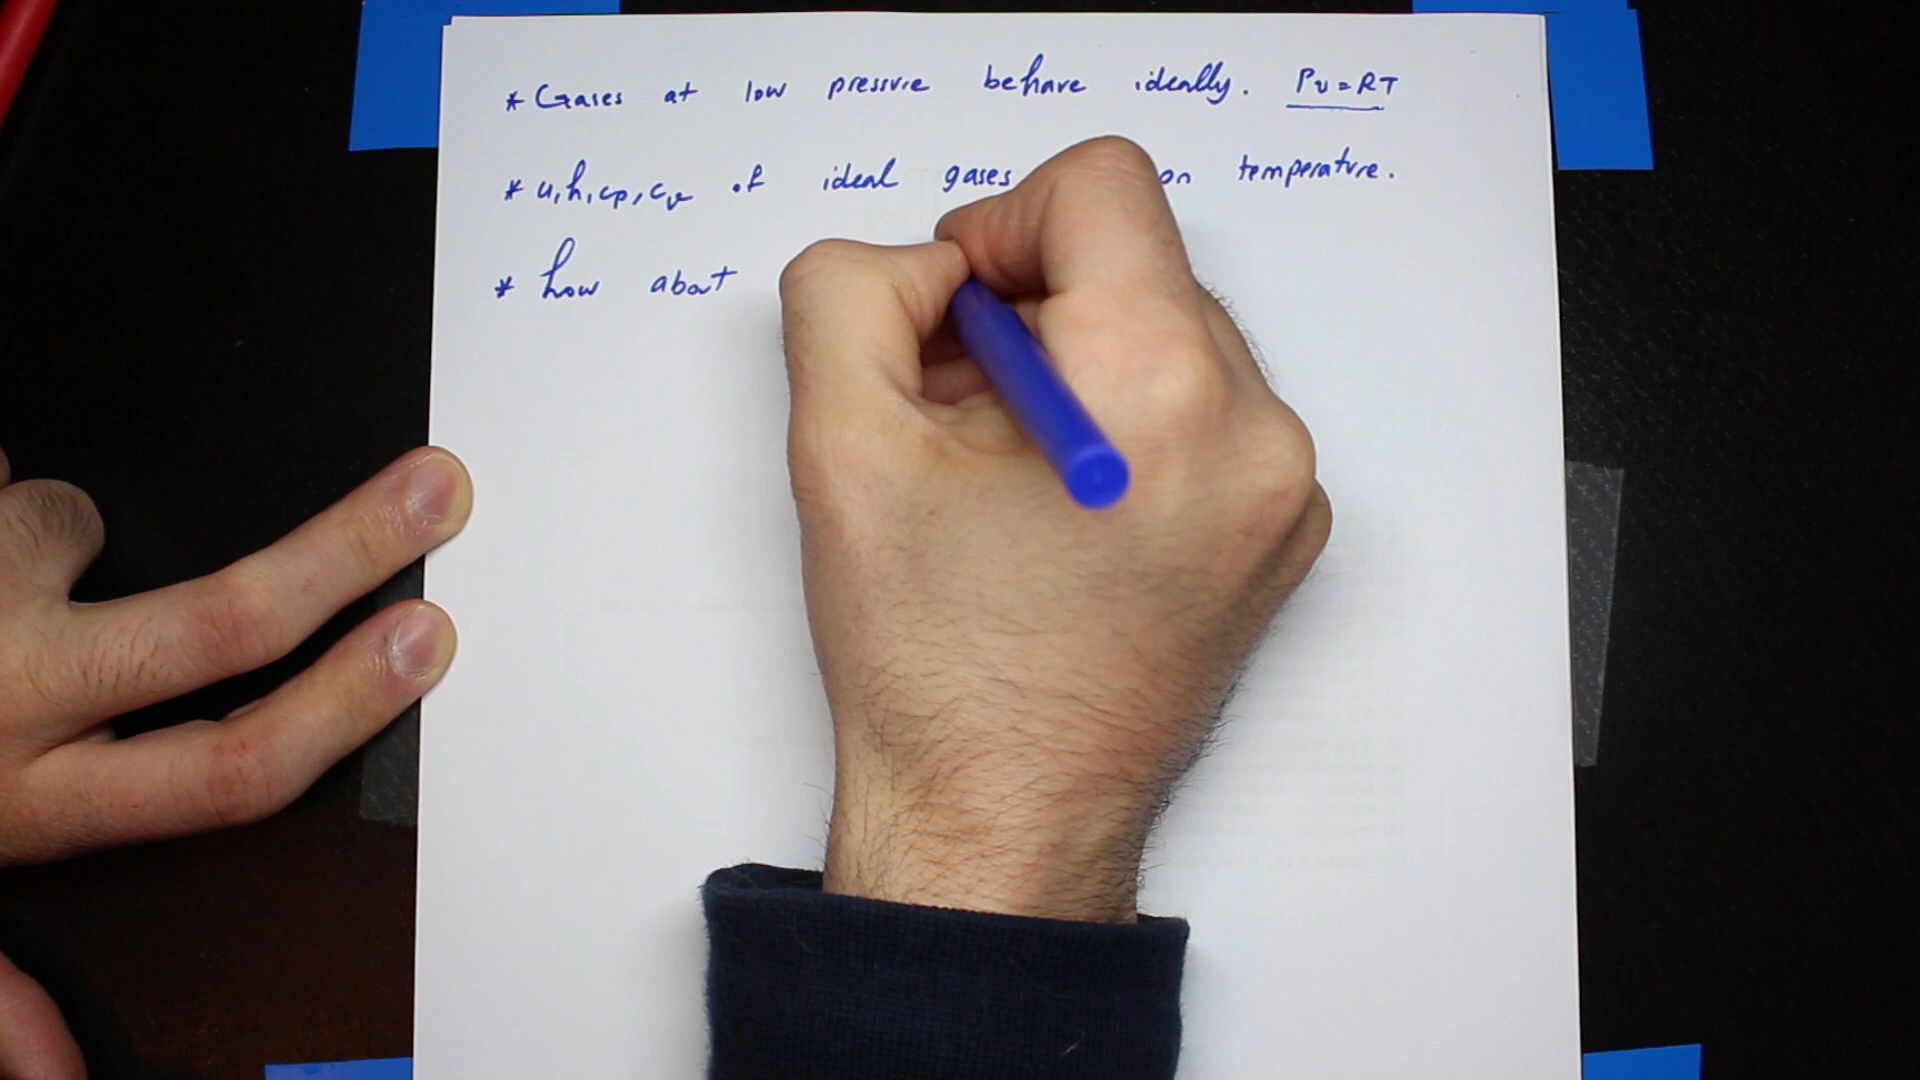 * Gases at low pressure behave ideally. Pv=RT
* u,h,cp,cv of ideal gases on temperature.
* how about